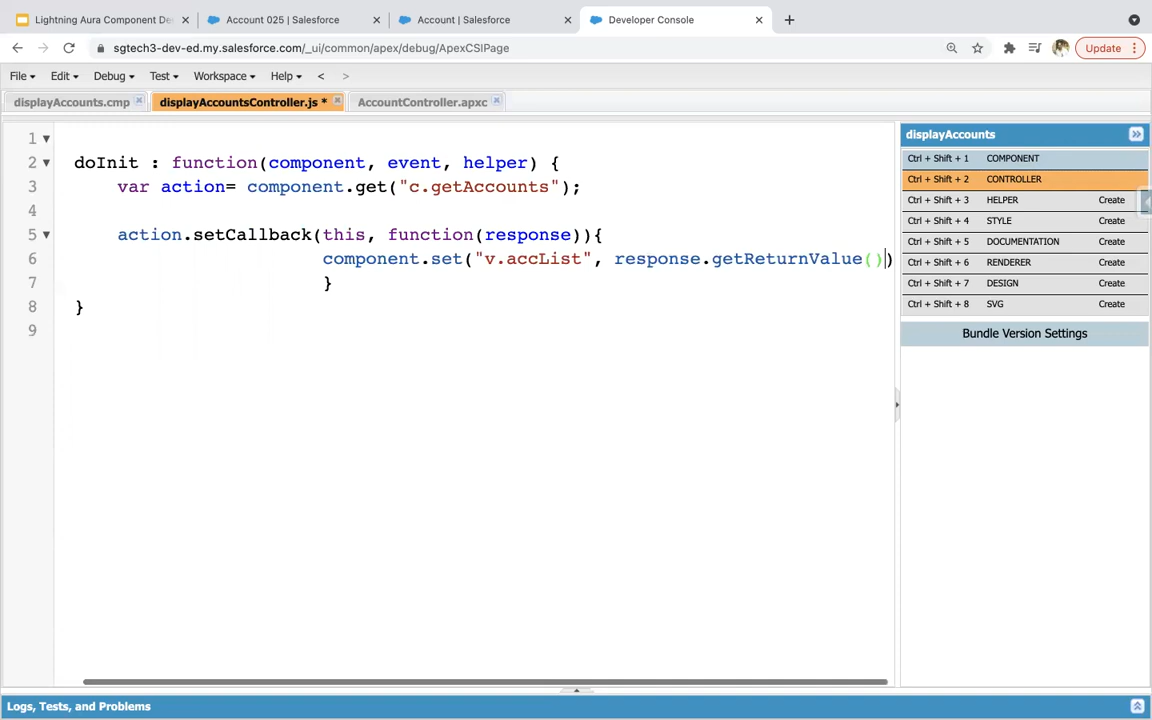 Lightning Aura Component De
Account 025 | Salesforce
Account | Salesforce
Developer Console
sgtech3-dev-ed.my.salesforce.com/_ui/common/apex/debug/ApexCSIPage
Update
File Edit Debug Test Workspace Help < >
displayAccounts.cmp
displayAccountsController.js *
AccountController.apxc
1
2 doInit : function(component, event, helper) {
3 var action= component.get("c.getAccounts");
4
5 action.setCallback(this, function(response)){
6 component.set("v.accList", response.getReturnValue())
7 }
8 }
9
displayAccounts
Ctrl + Shift + 1 COMPONENT
Ctrl + Shift + 2 CONTROLLER
Ctrl + Shift + 3 HELPER Create
Ctrl + Shift + 4 STYLE Create
Ctrl + Shift + 5 DOCUMENTATION Create
Ctrl + Shift + 6 RENDERER Create
Ctrl + Shift + 7 DESIGN Create
Ctrl + Shift + 8 SVG Create
Bundle Version Settings
Logs, Tests, and Problems